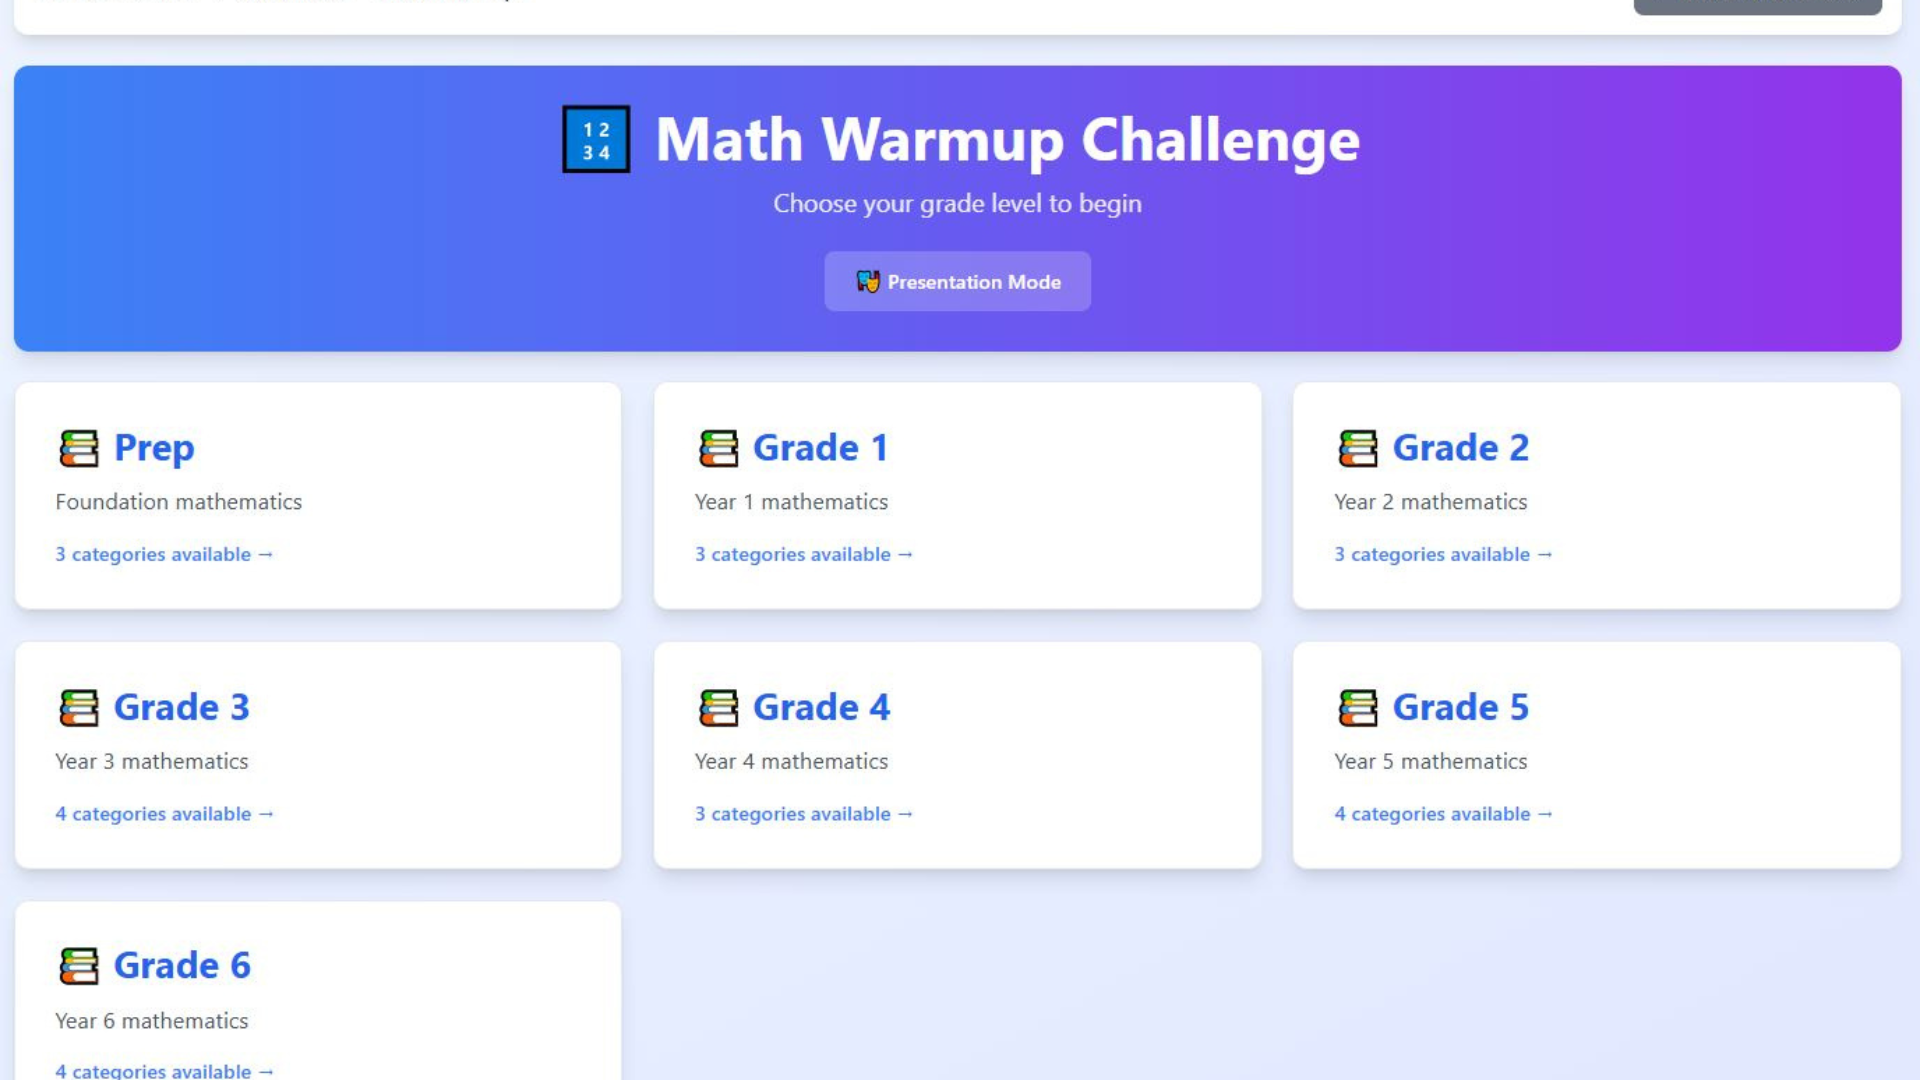 1 2
3 4
Math Warmup Challenge
Choose your grade level to begin
Presentation Mode
Prep
Foundation mathematics
3 categories available →
Grade 1
Year 1 mathematics
3 categories available →
Grade 2
Year 2 mathematics
3 categories available →
Grade 3
Year 3 mathematics
4 categories available →
Grade 4
Year 4 mathematics
3 categories available →
Grade 5
Year 5 mathematics
4 categories available →
Grade 6
Year 6 mathematics
4 categories available →